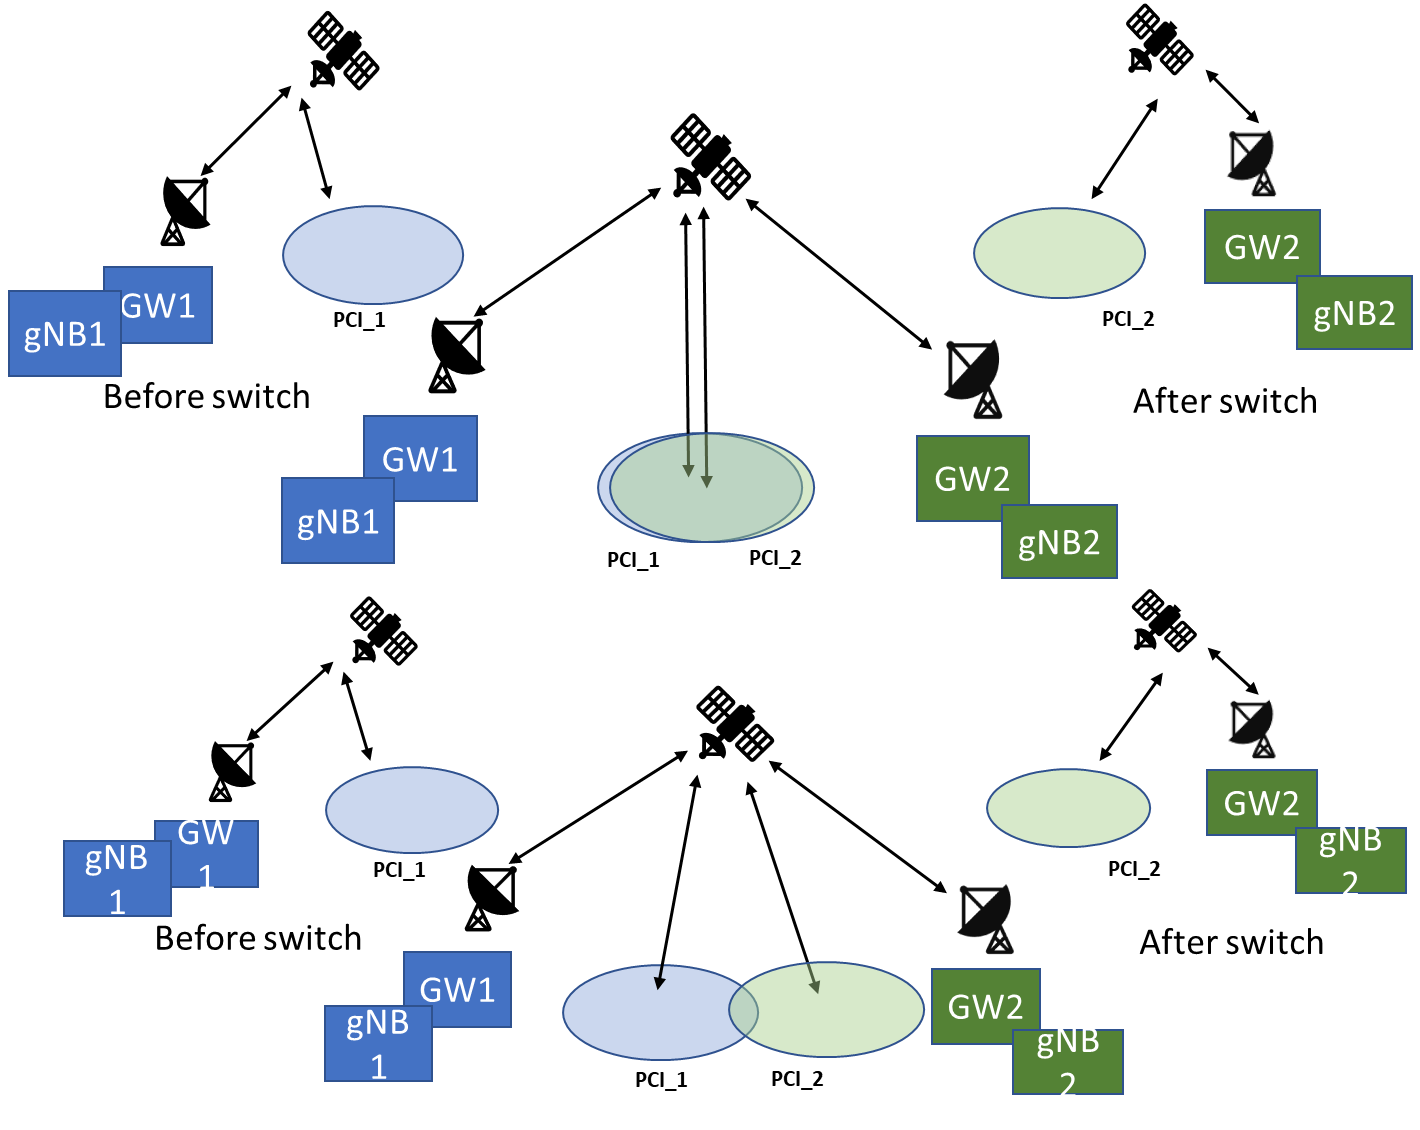 GW1
gNB1
PCI_1
Before switch
GW2
gNB2
PCI_2
After switch
GW1
gNB1
PCI_1
PCI_2
GW2
gNB2
GW
1
gNB
1
PCI_1
Before switch
GW2
gNB
2
PCI_2
After switch
GW1
gNB
1
PCI_1
PCI_2
GW2
gNB
2